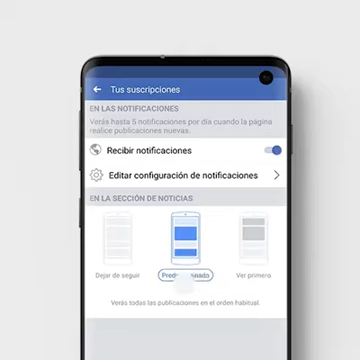 Tus suscripciones
EN LAS NOTIFICACIONES
Verás hasta 5 notificaciones por día cuando la página
realice publicaciones nuevas.
Recibir notificaciones
Editar configuración de notificaciones
EN LA SECCIÓN DE NOTICIAS
Dejar de seguir
Ver primero
Verás todas las publicaciones en el orden habitual.